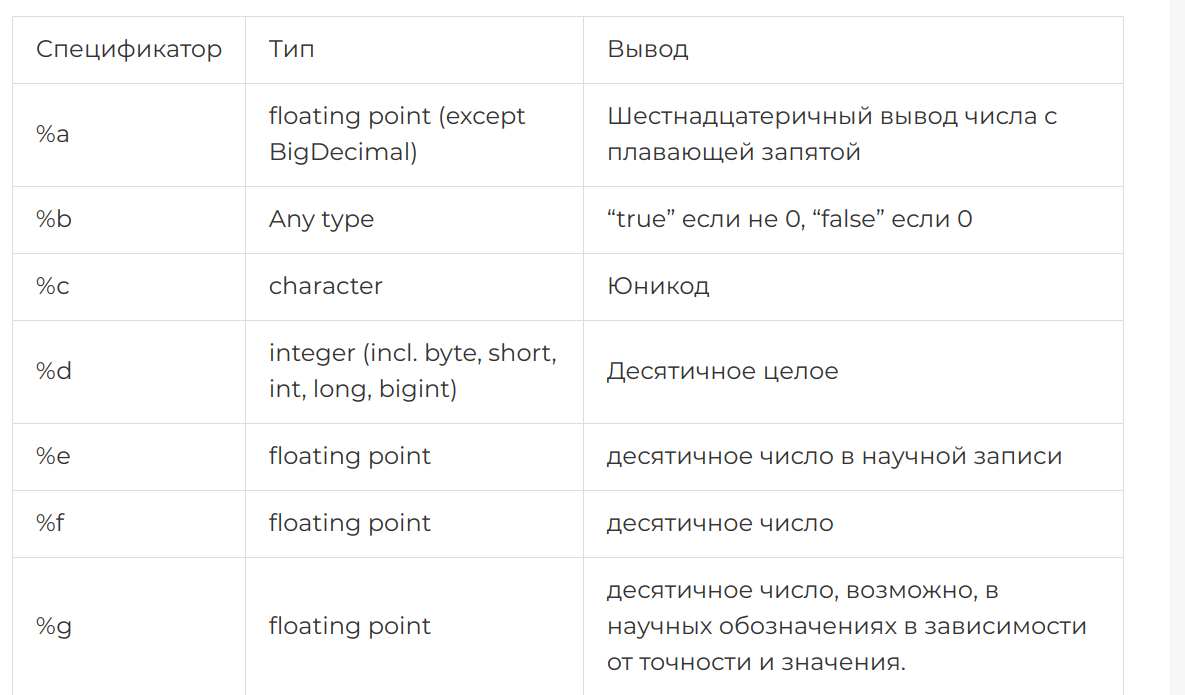 Спецификатор Тип Вывод
%a floating point (except BigDecimal) Шестнадцатеричный вывод числа с плавающей запятой
%b Any type “true” если не 0, “false” если 0
%c character Юникод
%d integer (incl. byte, short, int, long, bigint) Десятичное целое
%e floating point десятичное число в научной записи
%f floating point десятичное число
%g floating point десятичное число, возможно, в научных обозначениях в зависимости от точности и значения.